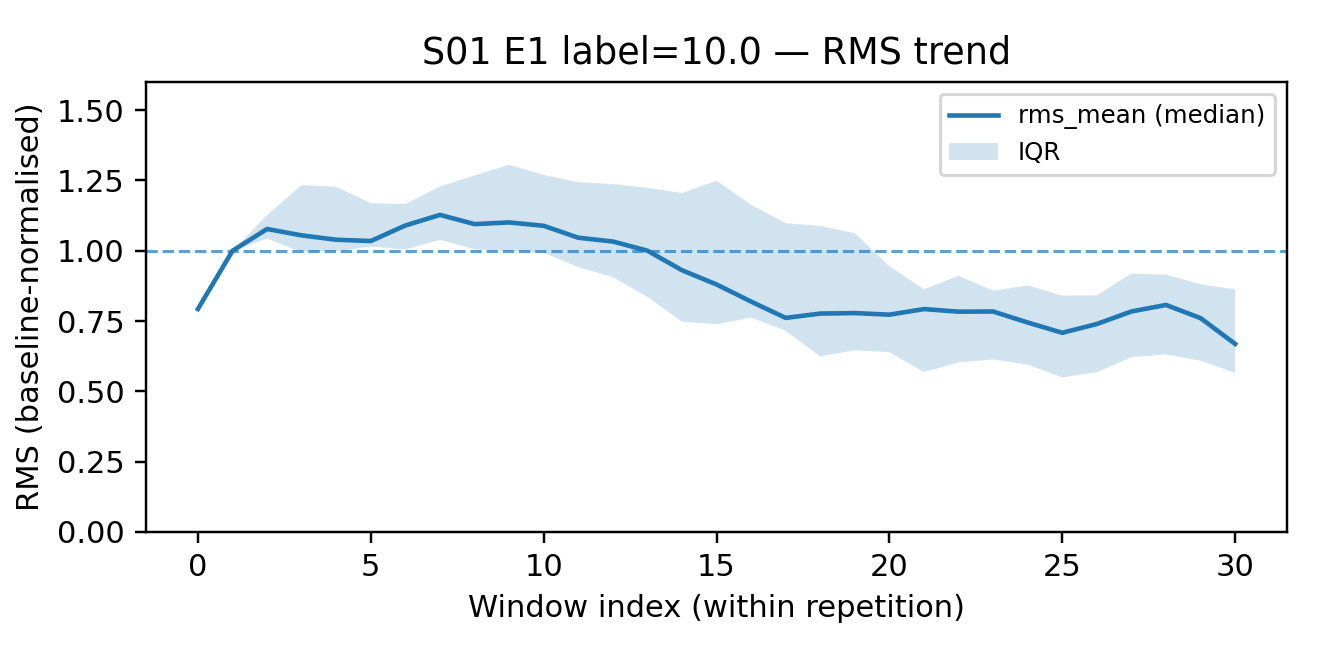 S01 E1 label=10.0 — RMS trend
rms_mean (median)
IQR
RMS (baseline-normalised)
1.50
1.25
1.00
0.75
0.50
0.25
0.00
0 5 10 15 20 25 30
Window index (within repetition)